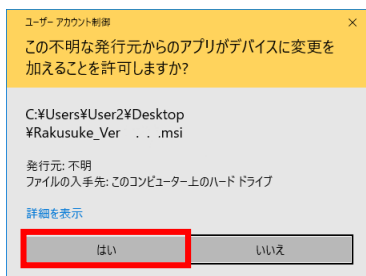 ユーザー アカウント制御
×
この不明な発行元からのアプリがデバイスに変更を
加えることを許可しますか?
C:¥Users¥User2¥Desktop
¥Rakusuke_Ver . . .msi
発行元: 不明
ファイルの入手先: このコンピューター上のハード ドライブ
詳細を表示
はい いいえ